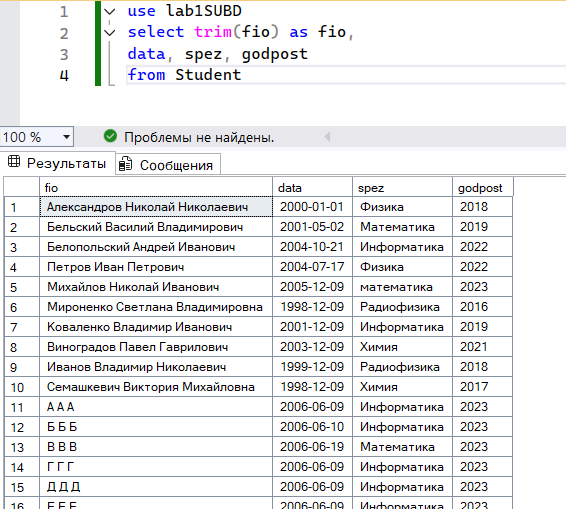 1 use lab1SUBD
2 select trim(fio) as fio,
3 data, spez, godpost
4 from Student
100 % Проблемы не найдены.
Результаты Сообщения
fio data spez godpost
1 Александров Николай Николаевич 2000-01-01 Физика 2018
2 Бельский Василий Владимирович 2001-05-02 Математика 2019
3 Белопольский Андрей Иванович 2004-10-21 Информатика 2022
4 Петров Иван Петрович 2004-07-17 Физика 2022
5 Михайлов Николай Иванович 2005-12-09 математика 2023
6 Мироненко Светлана Владимировна 1998-12-09 Радиофизика 2016
7 Коваленко Владимир Иванович 2001-12-09 Информатика 2019
8 Виноградов Павел Гаврилович 2003-12-09 Химия 2021
9 Иванов Владимир Николаевич 1999-12-09 Радиофизика 2018
10 Семашкевич Виктория Михайловна 1998-12-09 Химия 2017
11 А А А 2006-06-09 Информатика 2023
12 Б Б Б 2006-06-10 Информатика 2023
13 В В В 2006-06-19 Математика 2023
14 Г Г Г 2006-06-09 Информатика 2023
15 Д Д Д 2006-06-09 Информатика 2023
16 Е Е Е 2006-06-09 Информатика 2023